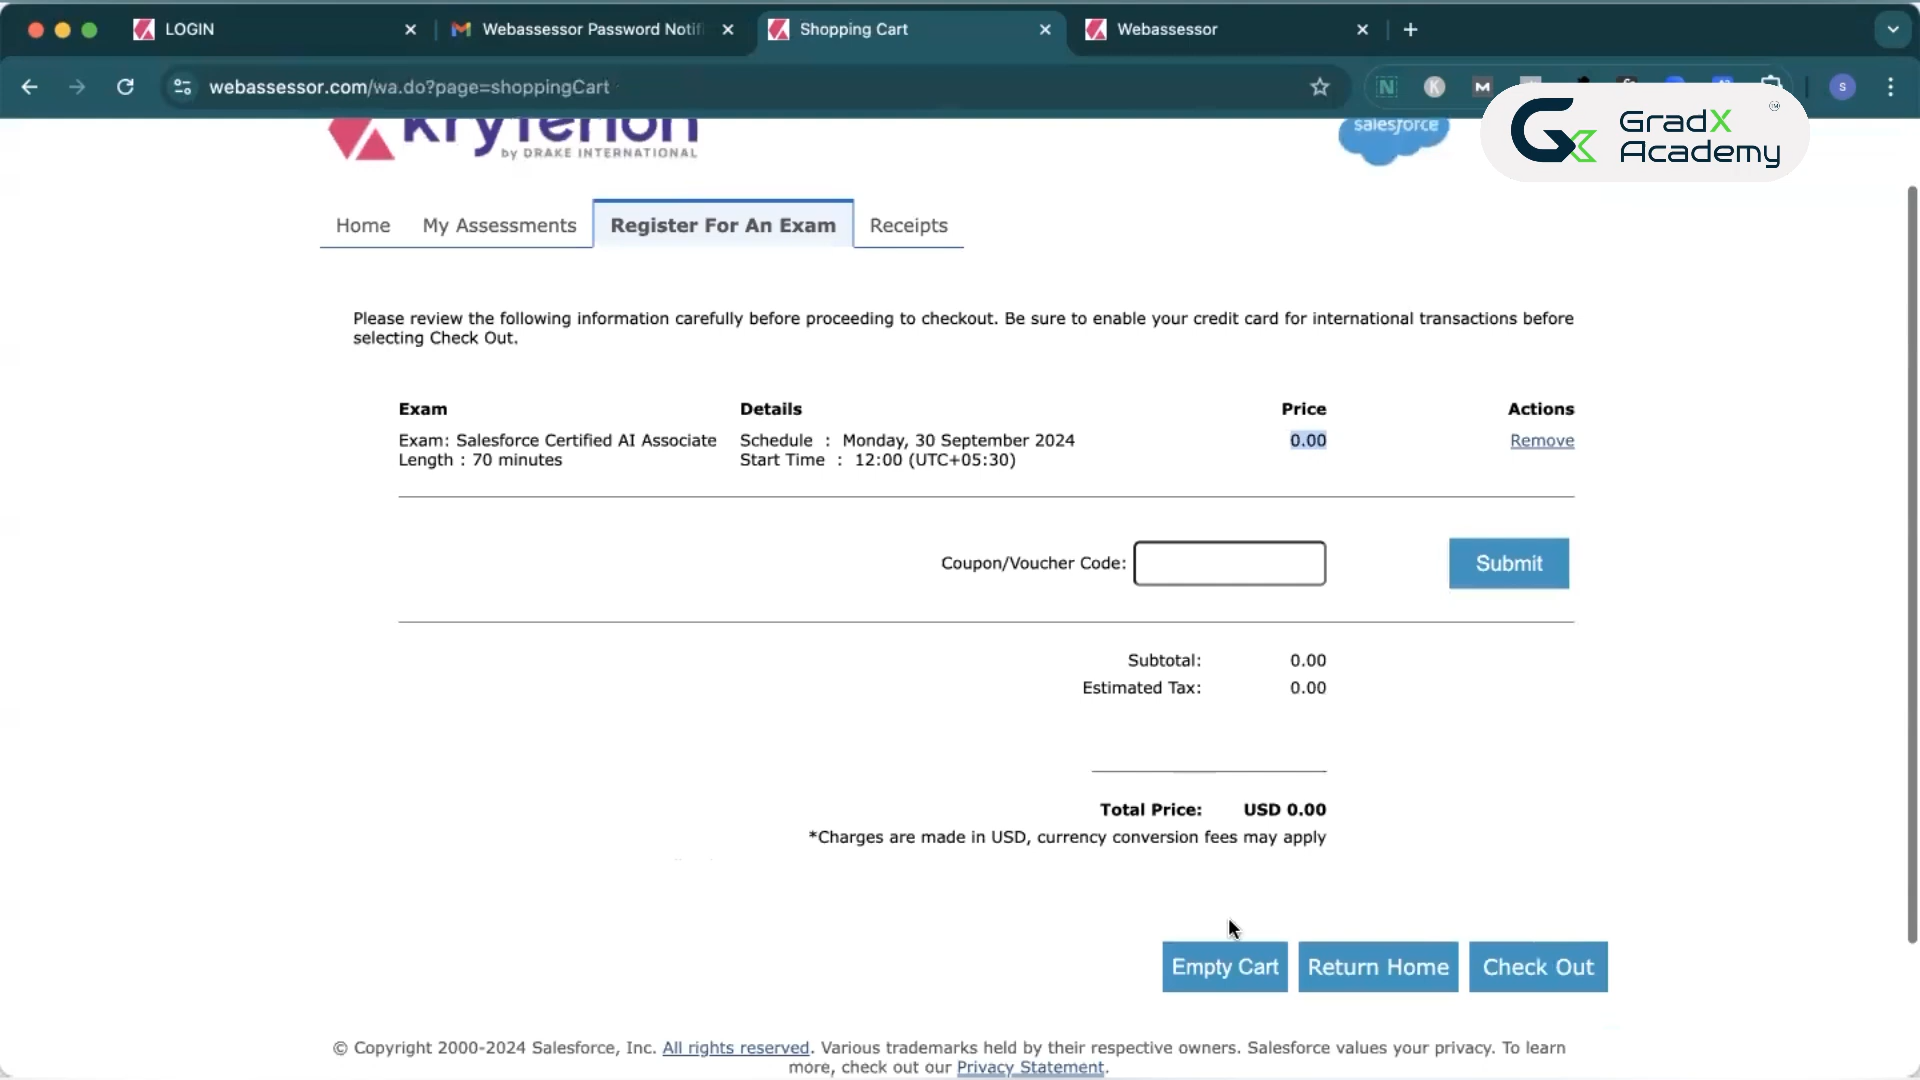 LOGIN
Webassessor Password Notif
Shopping Cart
Webassessor
webassessor.com/wa.do?page=shoppingCart
N
K
M
S
kryterion
by DRAKE INTERNATIONAL
salesforce
GradX
Academy
Home
My Assessments
Register For An Exam
Receipts
Please review the following information carefully before proceeding to checkout. Be sure to enable your credit card for international transactions before
selecting Check Out.
Exam Details Price Actions
Exam: Salesforce Certified AI Associate Schedule : Monday, 30 September 2024 0.00 Remove
Length : 70 minutes Start Time : 12:00 (UTC+05:30)
Coupon/Voucher Code:
Submit
Subtotal: 0.00
Estimated Tax: 0.00
Total Price: USD 0.00
*Charges are made in USD, currency conversion fees may apply
Empty Cart
Return Home
Check Out
© Copyright 2000-2024 Salesforce, Inc. All rights reserved. Various trademarks held by their respective owners. Salesforce values your privacy. To learn
more, check out our Privacy Statement.